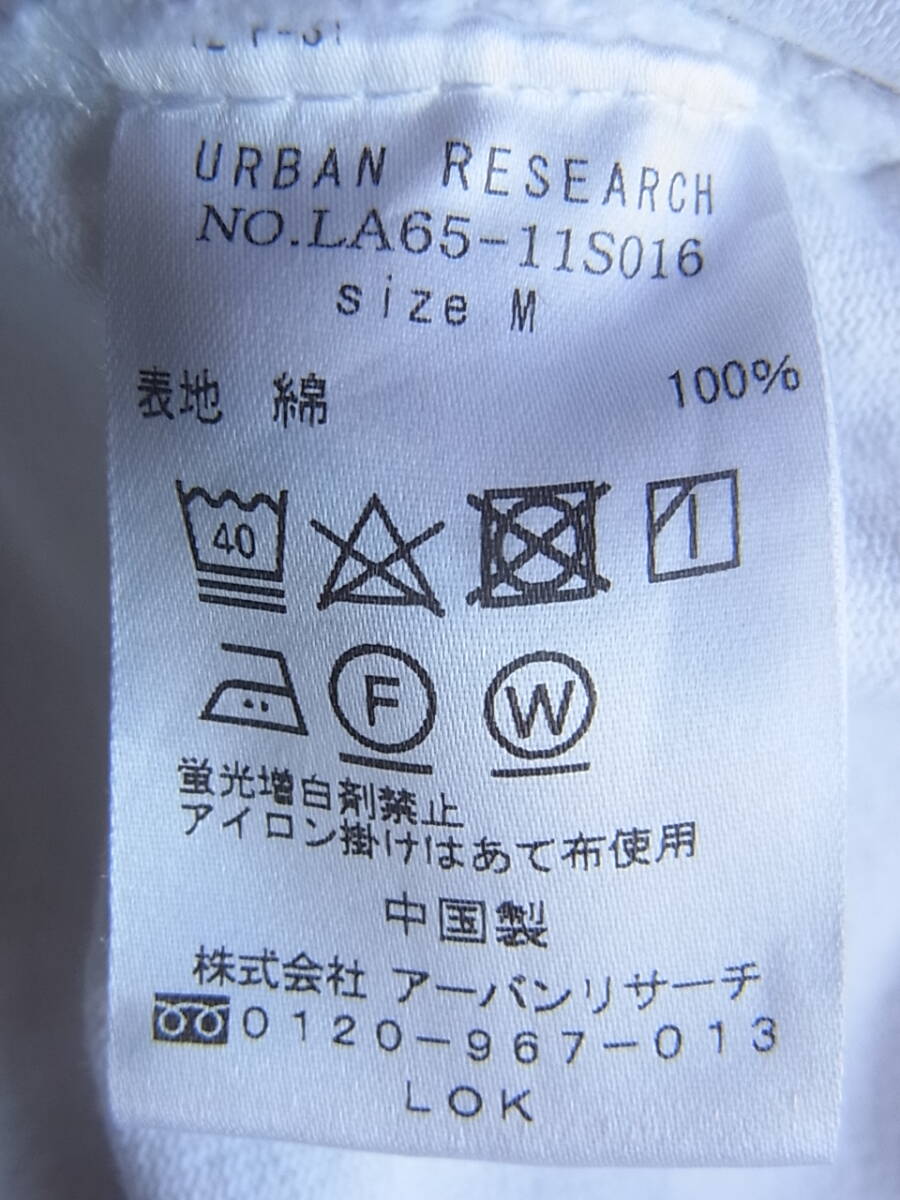 URBAN RESEARCH
NO.LA65-11S016
size M
表地 綿 100%
40
F W
蛍光増白剤禁止
アイロン掛けはあて布使用
中国製
株式会社 アーバンリサーチ
0120-967-013
LOK